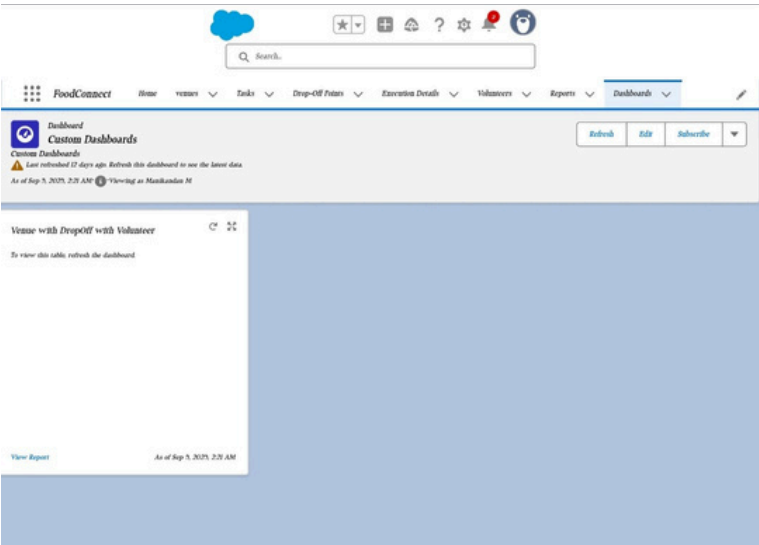 Search..
FoodConnect Home venues Tasks Drop-Off Points Execution Details Volunteers Reports Dashboards
Dashboard
Custom Dashboards
Custom Dashboards
Last refreshed 12 days ago. Refresh this dashboard to see the latest data.
As of Sep 5, 2025, 2:21 AM Viewing as Manikandan M
Refresh Edit Subscribe
Venue with DropOff with Volunteer
To view this table, refresh the dashboard.
View Report As of Sep 5, 2025, 2:21 AM